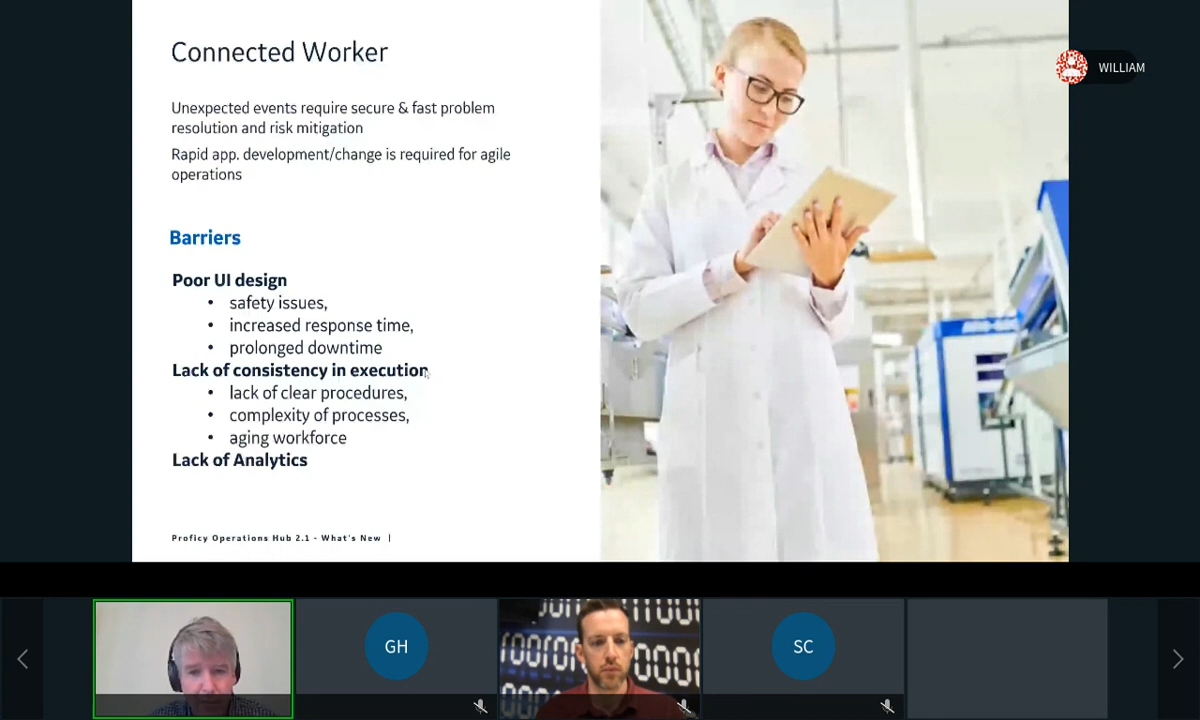 Connected Worker
WILLIAM
Unexpected events require secure & fast problem
resolution and risk mitigation
Rapid app. development/change is required for agile
operations
Barriers
Poor UI design
• safety issues,
• increased response time,
• prolonged downtime
Lack of consistency in execution
• lack of clear procedures,
• complexity of processes,
• aging workforce
Lack of Analytics
Proficy Operations Hub 2.1 - What's New |
GH
SC